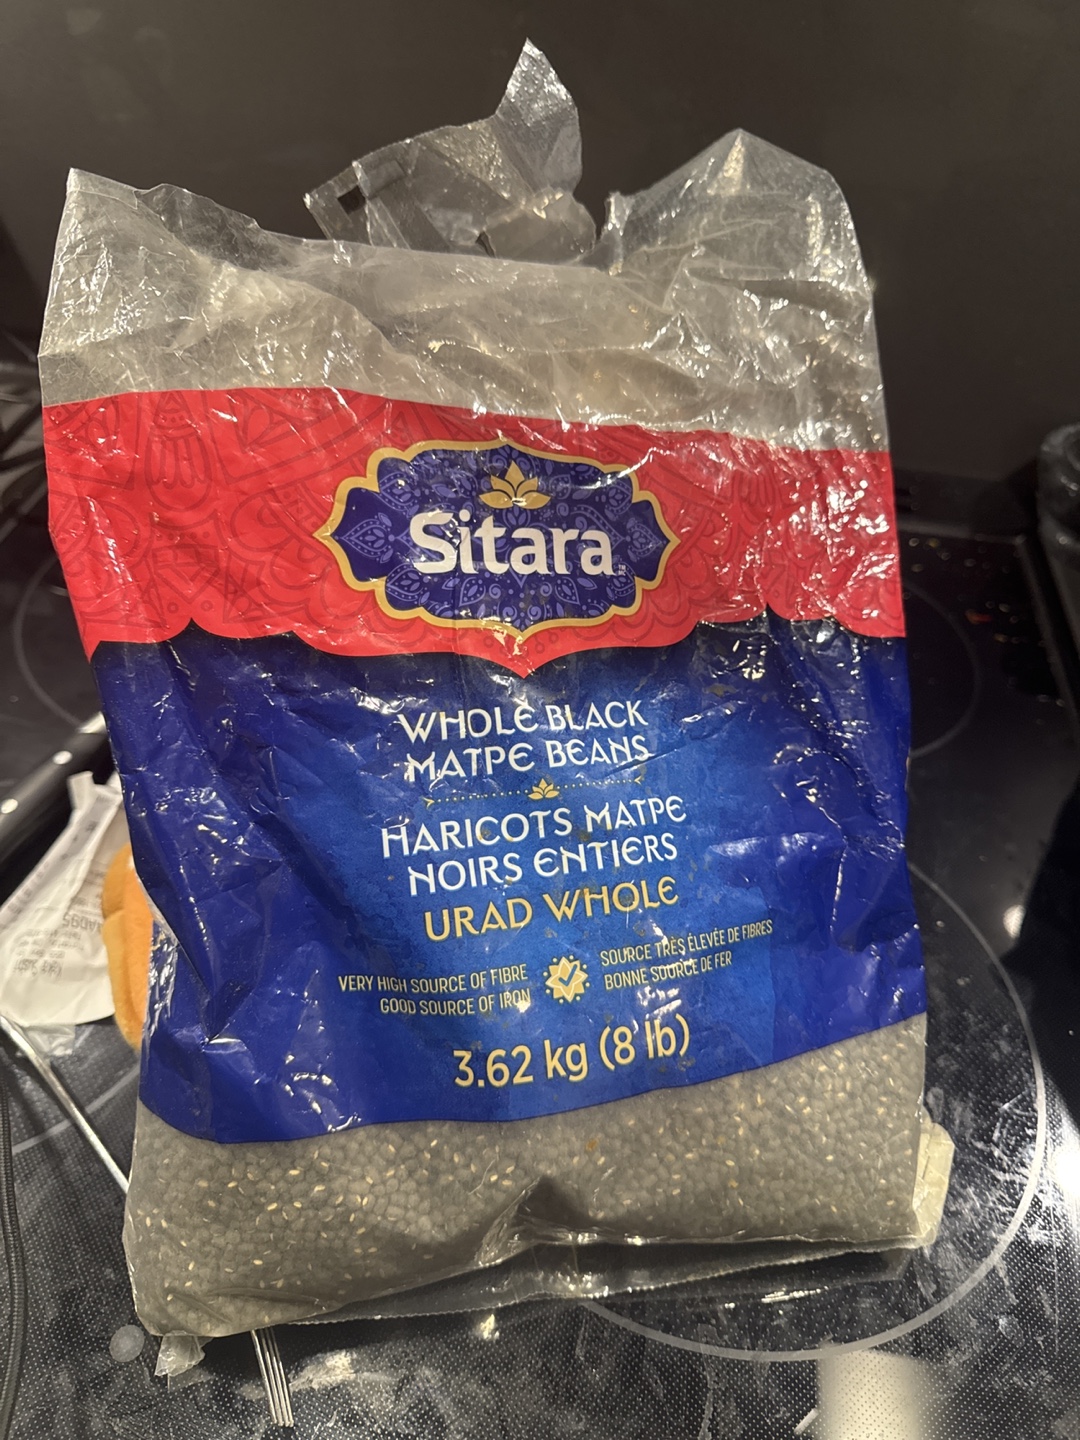 Sitara
WHOLE BLACK
MATPE BEANS
HARICOTS MATPE
NOIRS ENTIERS
URAD WHOLE
VERY HIGH SOURCE OF FIBRE
GOOD SOURCE OF IRON
SOURCE TRÈS ÉLEVÉE DE FIBRES
BONNE SOURCE DE FER
3.62 kg (8 lb)